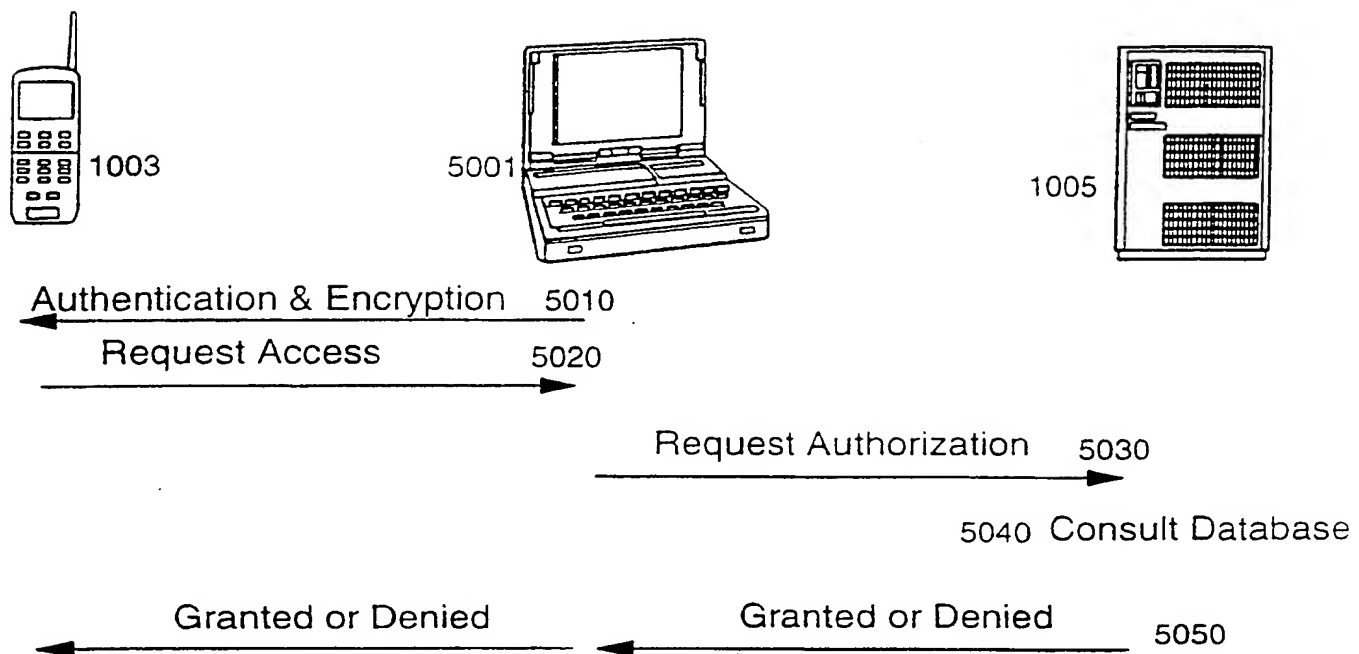 1003
5001
1005
Authentication & Encryption 5010
Request Access 5020
Request Authorization 5030
5040 Consult Database
Granted or Denied Granted or Denied 5050